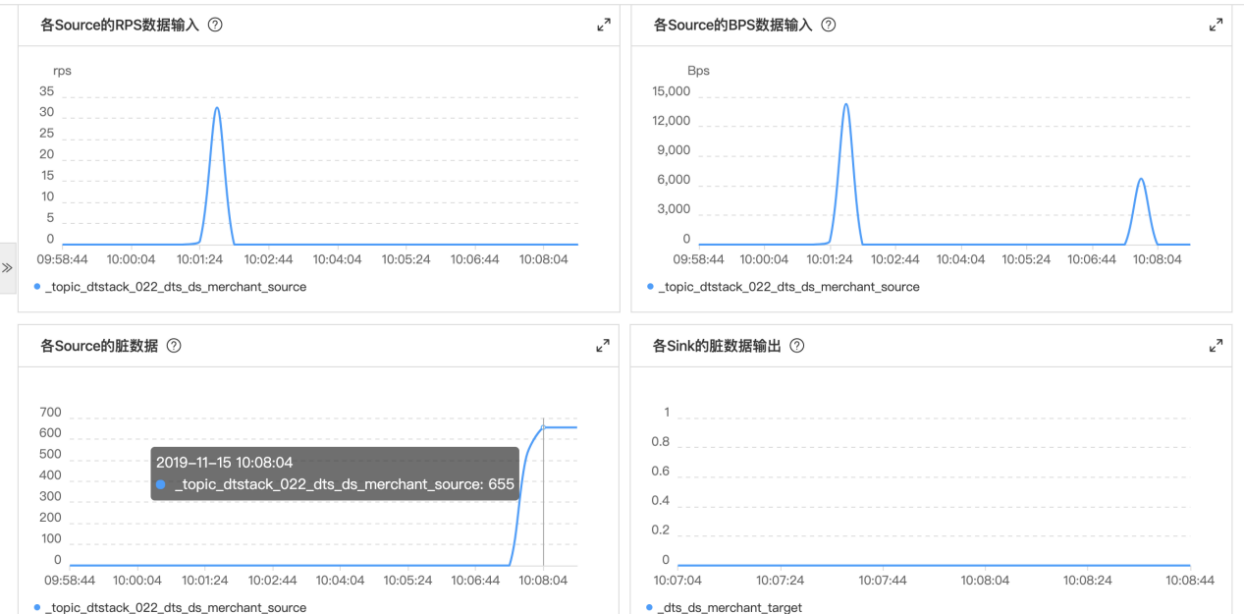 各Source的RPS数据输入
rps
35
30
25
20
15
10
5
0
09:58:44 10:00:04 10:01:24 10:02:44 10:04:04 10:05:24 10:06:44 10:08:04
_topic_dtstack_022_dts_ds_merchant_source
各Source的BPS数据输入
Bps
15,000
12,000
9,000
6,000
3,000
0
09:58:44 10:00:04 10:01:24 10:02:44 10:04:04 10:05:24 10:06:44 10:08:04
_topic_dtstack_022_dts_ds_merchant_source
各Source的脏数据
700
600
500
400
300
200
100
0
2019-11-15 10:08:04
_topic_dtstack_022_dts_ds_merchant_source: 655
09:58:44 10:00:04 10:01:24 10:02:44 10:04:04 10:05:24 10:06:44 10:08:04
_topic_dtstack_022_dts_ds_merchant_source
各Sink的脏数据输出
1
0.8
0.6
0.4
0.2
0
10:07:04 10:07:24 10:07:44 10:08:04 10:08:24 10:08:44
_dts_ds_merchant_target